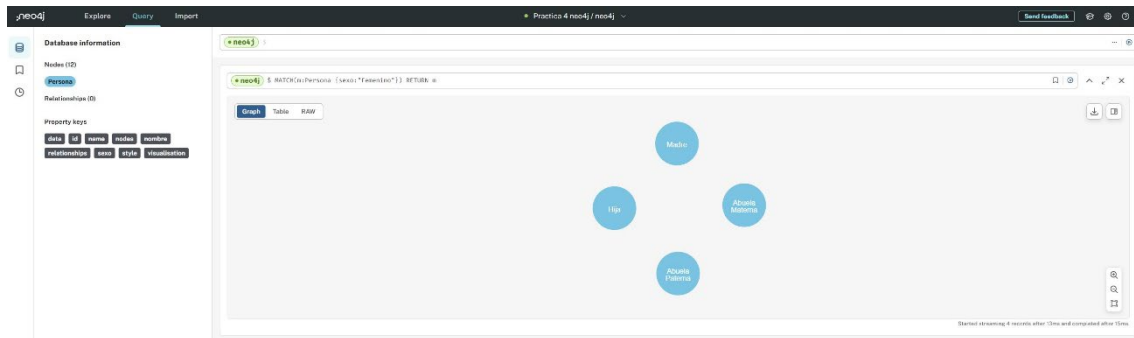 neo4j
Explore
Query
Import
Practica 4 neo4j / neo4j
Send feedback
Database information
Nodes (12)
Persona
Relationships (0)
Property keys
data id name nodes nombre
relationships sexo style visualisation
neo4j
neo4j $ MATCH(m:Persona {sexo:"femenino"}) RETURN m
Graph Table RAW
Madre
Hija
Abuela
Materna
Abuela
Paterna
Started streaming 4 records after 13ms and completed after 15ms.